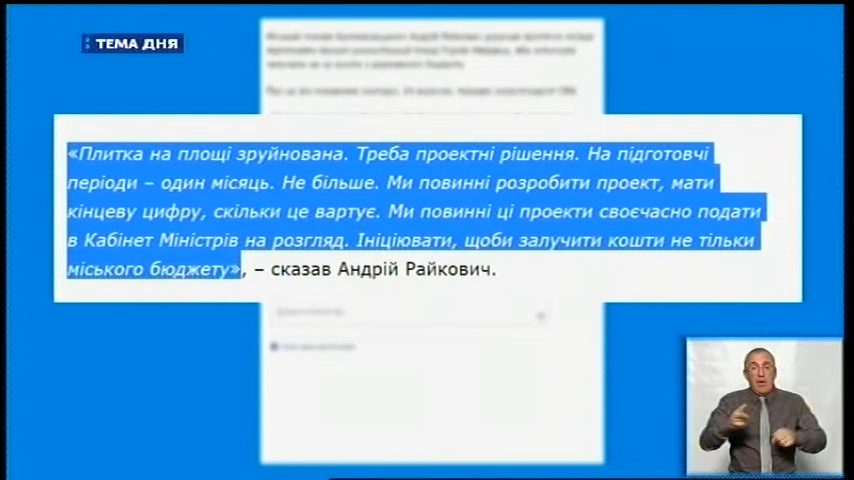 ТЕМА ДНЯ
«Плитка на площі зруйнована. Треба проектні рішення. На підготовчі
періоди – один місяць. Не більше. Ми повинні розробити проект, мати
кінцеву цифру, скільки це вартує. Ми повинні ці проекти своєчасно подати
в Кабінет Міністрів на розгляд. Ініціювати, щоби залучити кошти не тільки
міського бюджету», – сказав Андрій Райкович.